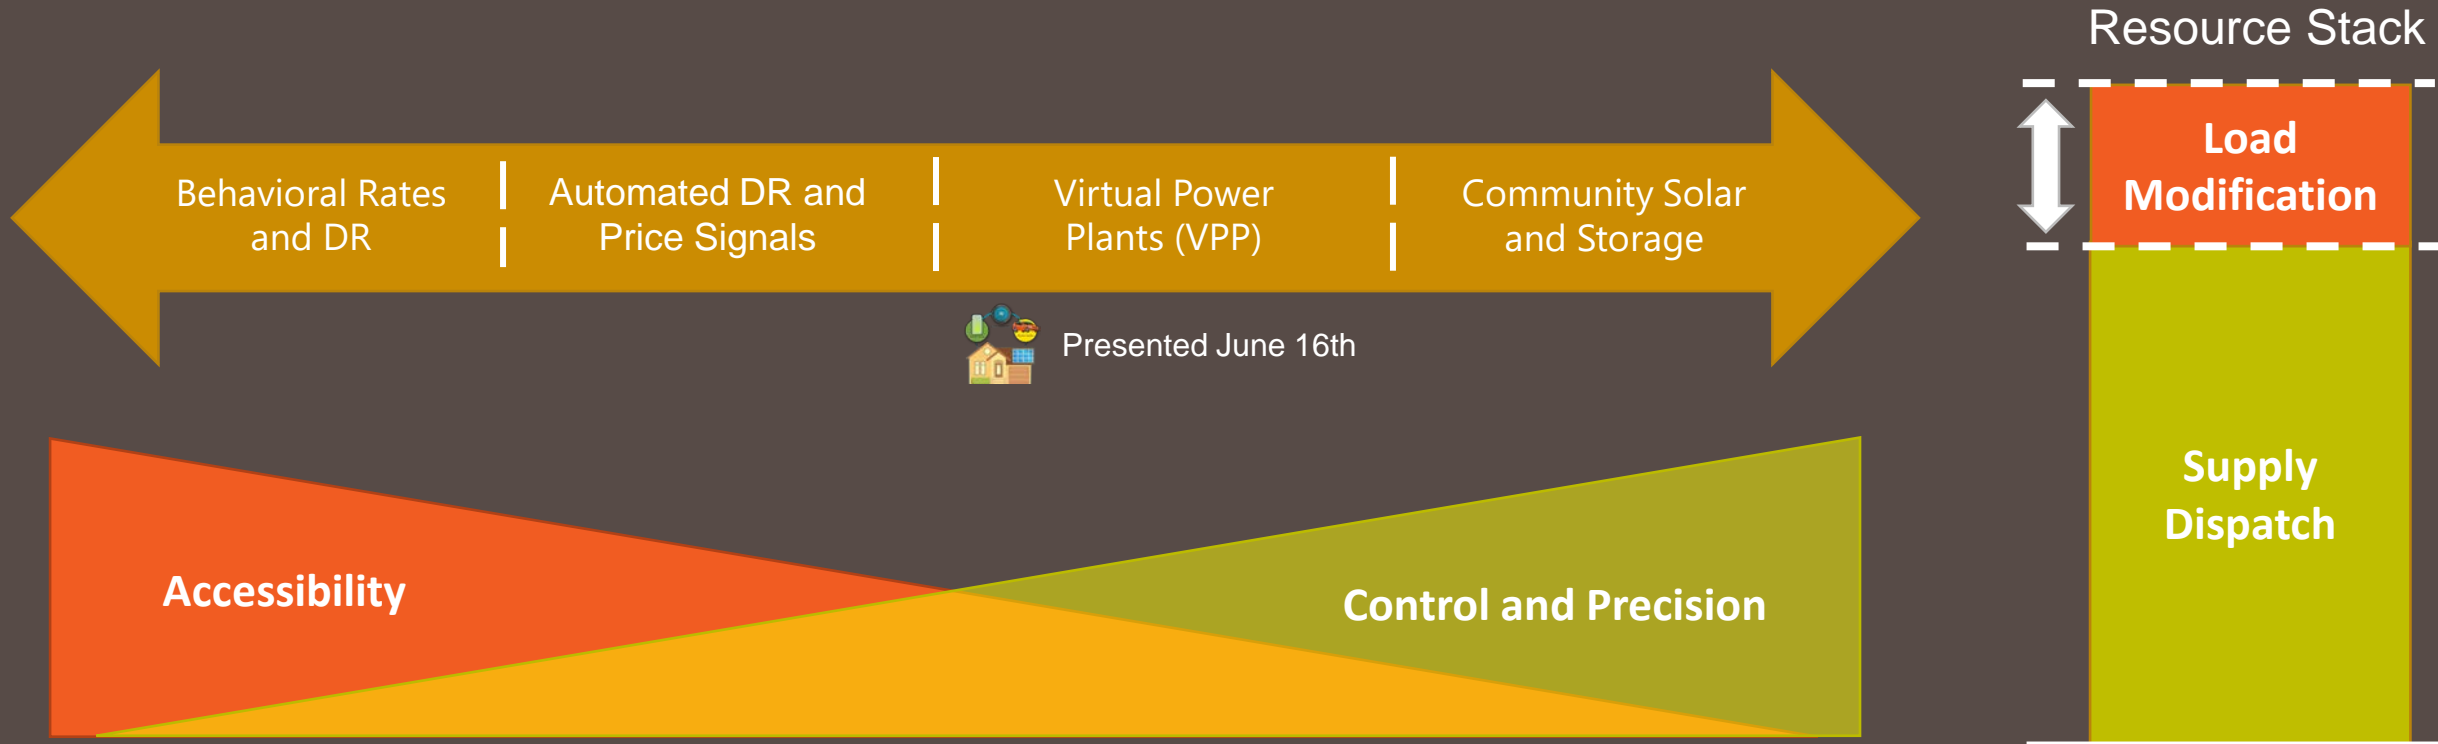 Resource Stack
Behavioral Rates
and DR
Automated DR and
Price Signals
Virtual Power
Plants (VPP)
Community Solar
and Storage
Load
Modification
Presented June 16th
Supply
Dispatch
Accessibility
Control and Precision